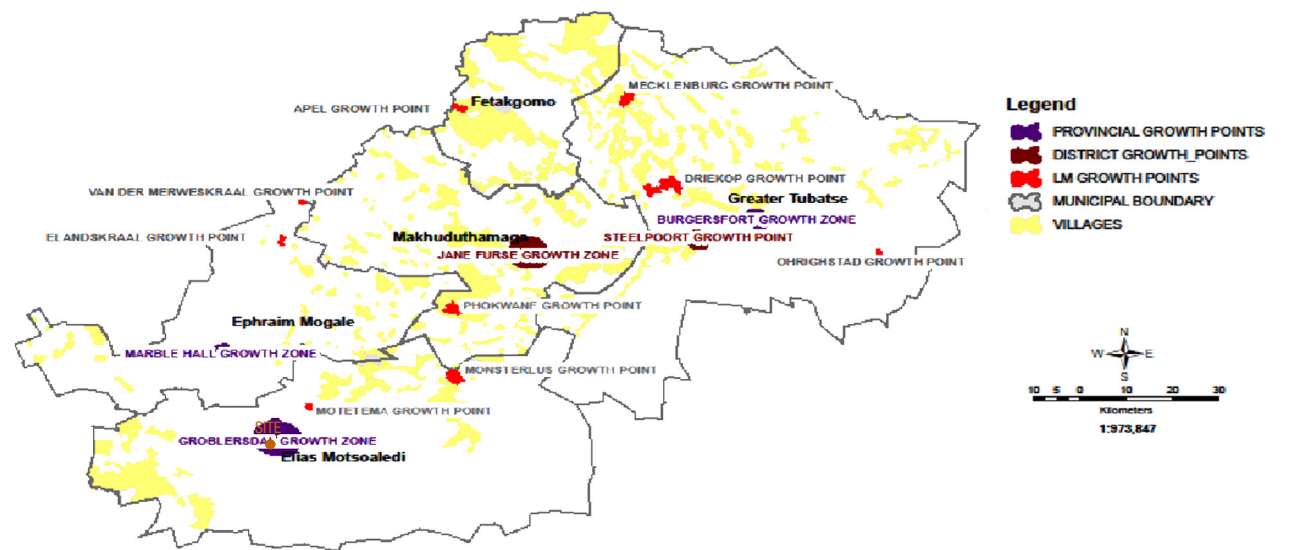 MECKLENBURG GROWTH POINT
APEL GROWTH POINT
Fetakgomo
DRIEKOP GROWTH POINT
VAN DER MERWESKRAAL GROWTH POINT
Greater Tubatse
BURGERSFORT GROWTH ZONE
ELANDSKRAAL GROWTH POINT
Makhuduthamaga
STEELPOORT GROWTH POINT
JANE FURSE GROWTH ZONE
OHRIGHSTAD GROWTH POINT
PHOKWANE GROWTH POINT
Ephraim Mogale
MARBLE HALL GROWTH ZONE
MONSTERLUS GROWTH POINT
MOTETEMA GROWTH POINT
SITE
GROBLERSDAL GROWTH ZONE
Elias Motsoaledi
Legend
PROVINCIAL GROWTH POINTS
DISTRICT GROWTH_POINTS
LM GROWTH POINTS
MUNICIPAL BOUNDARY
VILLAGES
N
W E
S
10 5 0 10 20 30
Kilometers
1:973,847